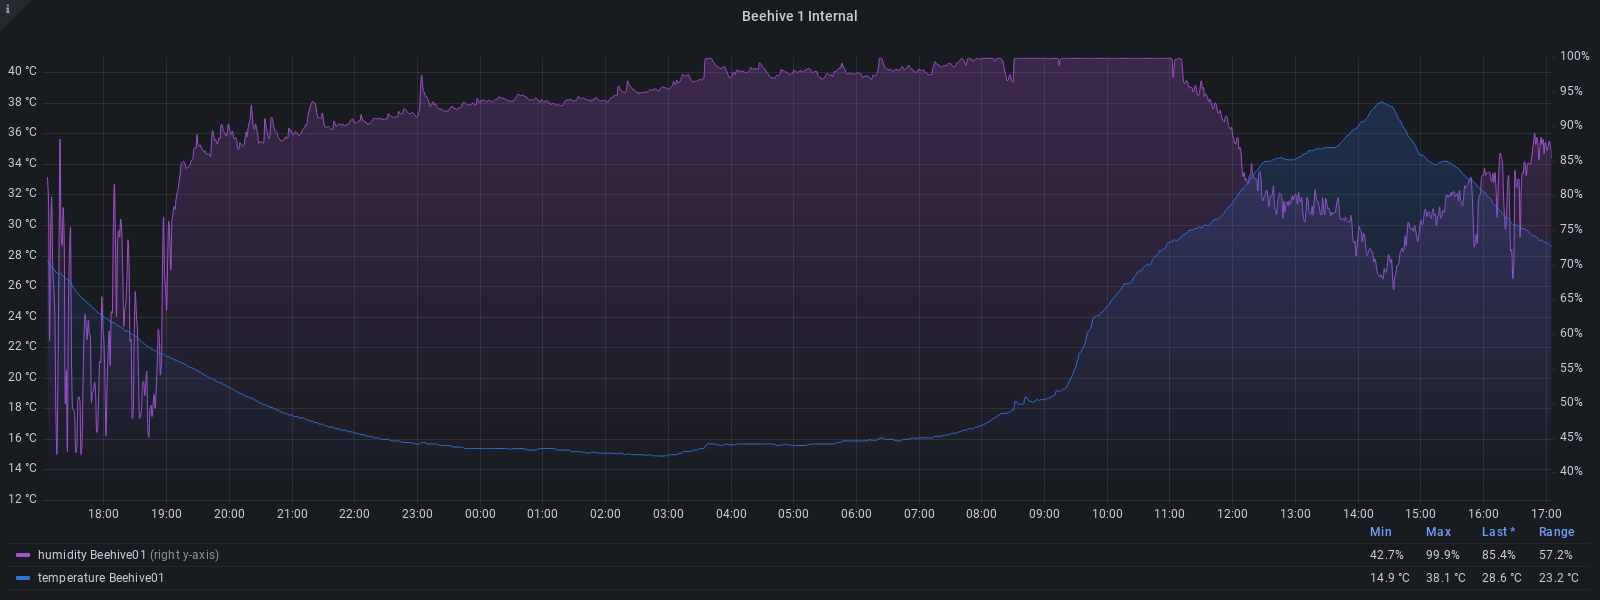 i
Beehive 1 Internal
40 °C 100%
38 °C 95%
36 °C 90%
34 °C 85%
32 °C 80%
30 °C 75%
28 °C 70%
26 °C 65%
24 °C 60%
22 °C 55%
20 °C 50%
18 °C 45%
16 °C 40%
14 °C
12 °C
18:00 19:00 20:00 21:00 22:00 23:00 00:00 01:00 02:00 03:00 04:00 05:00 06:00 07:00 08:00 09:00 10:00 11:00 12:00 13:00 14:00 15:00 16:00 17:00
Min Max Last * Range
humidity Beehive01 (right y-axis) 42.7% 99.9% 85.4% 57.2%
temperature Beehive01 14.9 °C 38.1 °C 28.6 °C 23.2 °C